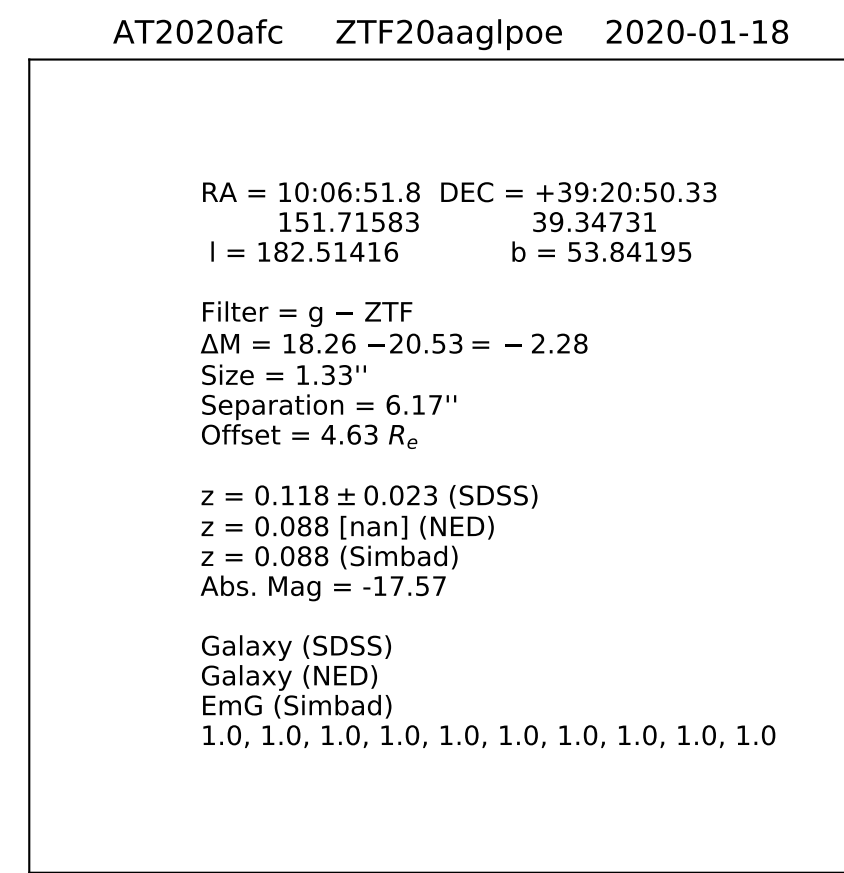 AT2020afc ZTF20aaglpoe 2020-01-18
RA = 10:06:51.8 DEC = +39:20:50.33
151.71583 39.34731
l = 182.51416 b = 53.84195
Filter = g − ZTF
ΔM = 18.26 −20.53 = − 2.28
Size = 1.33''
Separation = 6.17''
Offset = 4.63 Re
z = 0.118 ± 0.023 (SDSS)
z = 0.088 [nan] (NED)
z = 0.088 (Simbad)
Abs. Mag = -17.57
Galaxy (SDSS)
Galaxy (NED)
EmG (Simbad)
1.0, 1.0, 1.0, 1.0, 1.0, 1.0, 1.0, 1.0, 1.0, 1.0